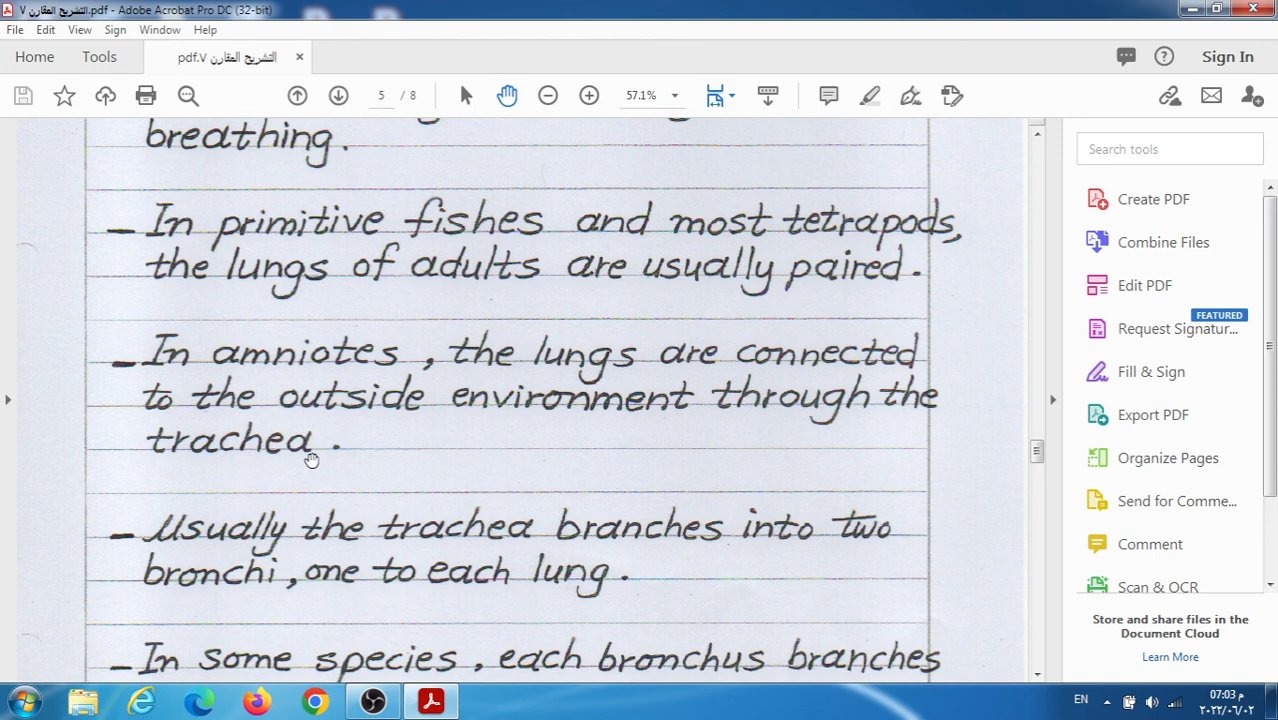 التشريح المقارن V.pdf - Adobe Acrobat Pro DC (32-bit)
File Edit View Sign Window Help
Home Tools التشريح المقارن V.pdf × Sign In
5 / 8 57.1%
breathing.
- In primitive fishes and most tetrapods,
the lungs of adults are usually paired.
- In amniotes, the lungs are connected
to the outside environment through the
trachea.
- Usually the trachea branches into two
bronchi, one to each lung.
- In some species, each bronchus branches
Search tools
Create PDF
Combine Files
Edit PDF
FEATURED
Request Signatur...
Fill & Sign
Export PDF
Organize Pages
Send for Comme...
Comment
Scan & OCR
Store and share files in the
Document Cloud
Learn More
EN
07:03 م
٢٠٢٢/٠٦/٠٢